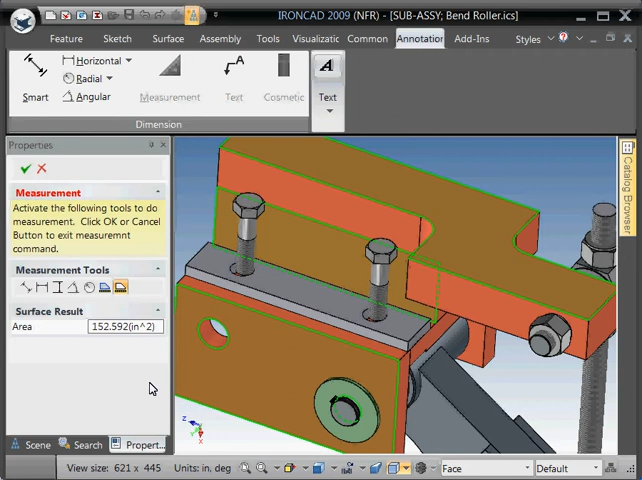 IRONCAD 2009 (NFR) - [SUB-ASSY; Bend Roller.ics]
Feature Sketch Surface Assembly Tools Visualization Common Annotation Add-Ins Styles
Horizontal
Radial
Smart Angular Measurement Text Cosmetic Text
Dimension
Properties
Measurement
Activate the following tools to do
measurement. Click OK or Cancel
Button to exit measuremnt
command.
Measurement Tools
Surface Result
Area 152.592(in^2)
Catalog Browser
Z
Y
X
Scene Search Propert...
View size: 621 x 445 Units: in. deg Face Default